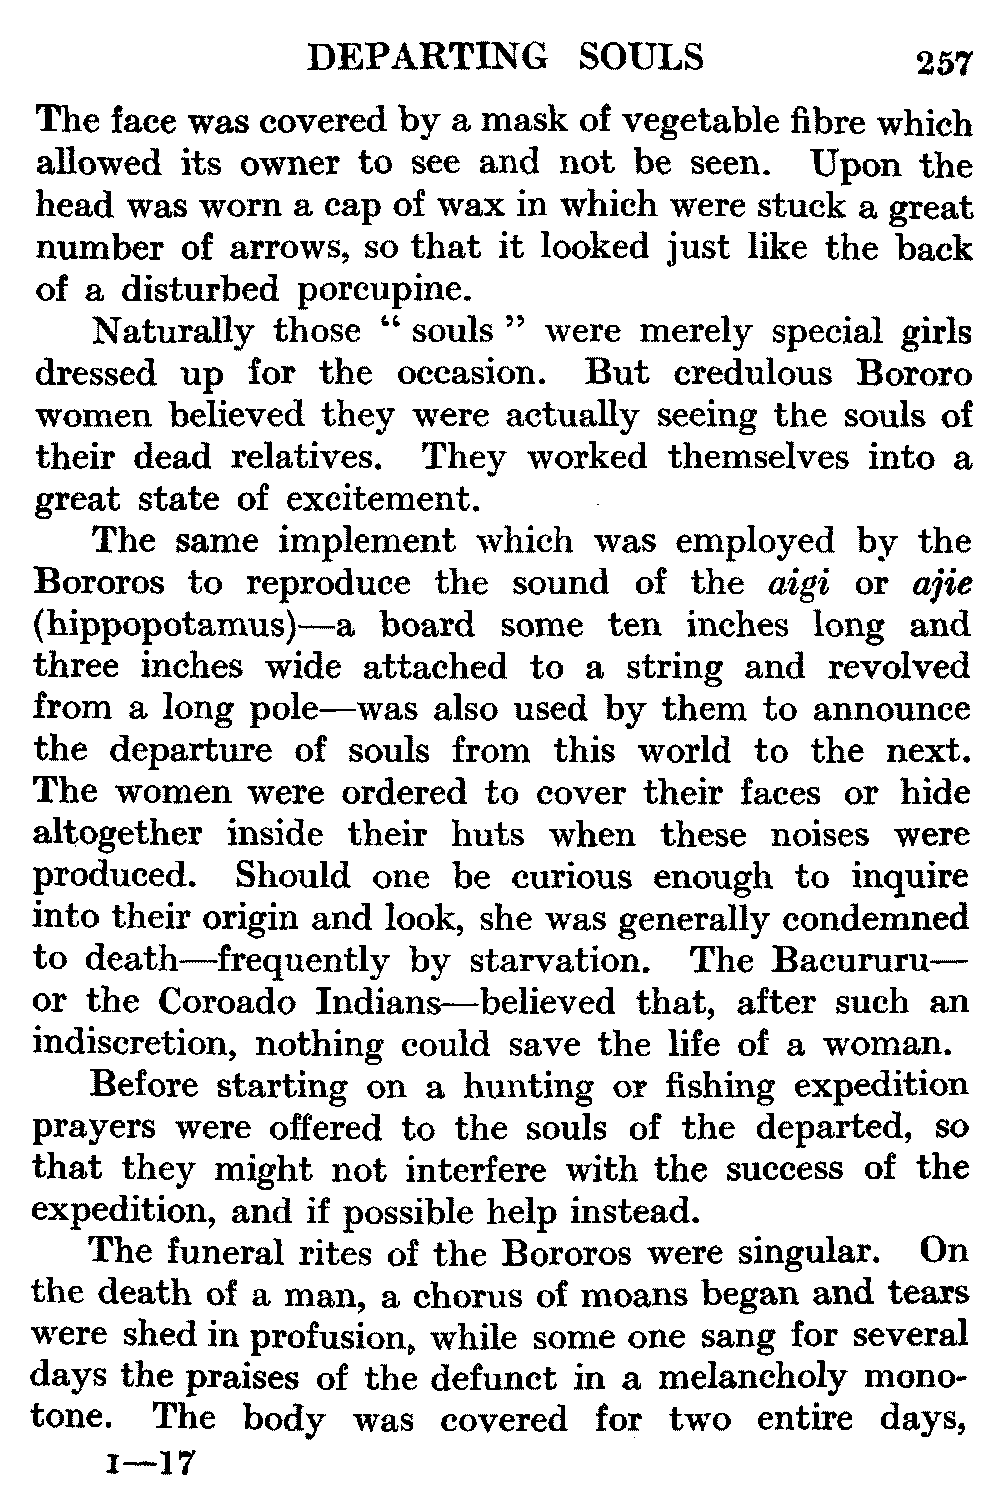 DEPARTING SOULS 257
The face was covered by a mask of vegetable fibre which
allowed its owner to see and not be seen. Upon the
head was worn a cap of wax in which were stuck a great
number of arrows, so that it looked just like the back
of a disturbed porcupine.
Naturally those “ souls ” were merely special girls
dressed up for the occasion. But credulous Bororo
women believed they were actually seeing the souls of
their dead relatives. They worked themselves into a
great state of excitement.
The same implement which was employed by the
Bororos to reproduce the sound of the aigi or ajie
(hippopotamus)—a board some ten inches long and
three inches wide attached to a string and revolved
from a long pole—was also used by them to announce
the departure of souls from this world to the next.
The women were ordered to cover their faces or hide
altogether inside their huts when these noises were
produced. Should one be curious enough to inquire
into their origin and look, she was generally condemned
to death—frequently by starvation. The Bacururu—
or the Coroado Indians—believed that, after such an
indiscretion, nothing could save the life of a woman.
Before starting on a hunting or fishing expedition
prayers were offered to the souls of the departed, so
that they might not interfere with the success of the
expedition, and if possible help instead.
The funeral rites of the Bororos were singular. On
the death of a man, a chorus of moans began and tears
were shed in profusion, while some one sang for several
days the praises of the defunct in a melancholy mono-
tone. The body was covered for two entire days,
I—17